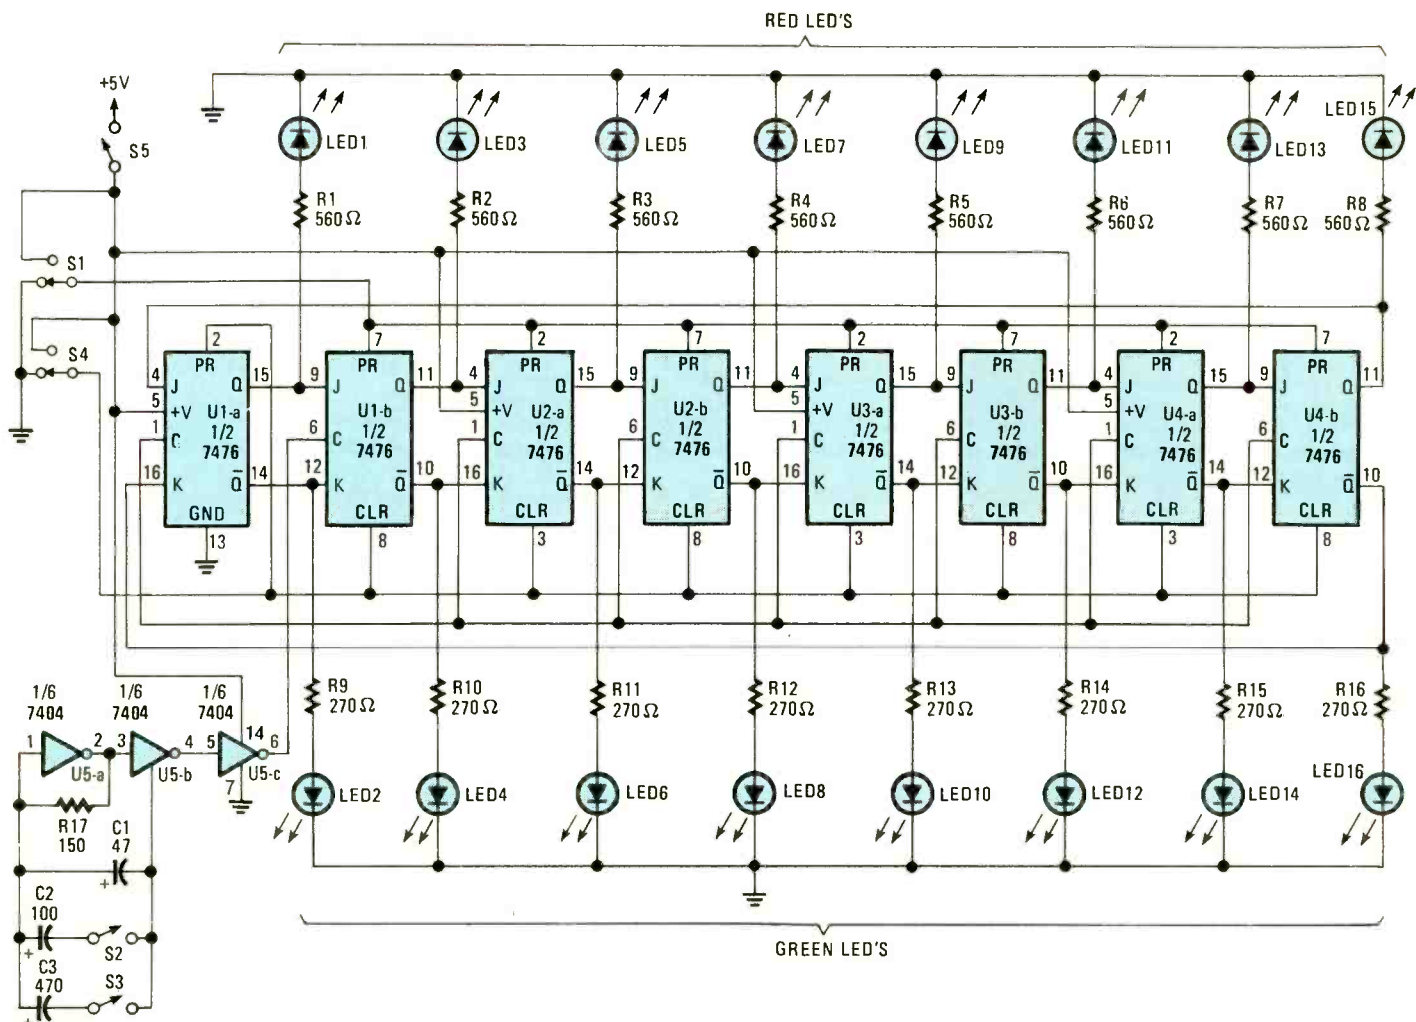 RED LED'S
+5V
S5
LED1
LED3
LED5
LED7
LED9
LED11
LED13
LED15
R1
560Ω
R2
560Ω
R3
560Ω
R4
560Ω
R5
560Ω
R6
560Ω
R7
560Ω
R8
560Ω
S1
S4
2
PR
4
J
Q
15
5
+V
U1-a
1
C
1/2
7476
16
K
Q̅
14
GND
13
7
PR
9
J
Q
11
U1-b
6
C
1/2
7476
12
K
Q̅
10
CLR
8
2
PR
4
J
Q
15
5
+V
U2-a
1
C
1/2
7476
16
K
Q̅
14
CLR
3
7
PR
9
J
Q
11
U2-b
6
C
1/2
7476
12
K
Q̅
10
CLR
8
2
PR
4
J
Q
15
5
+V
U3-a
1
C
1/2
7476
16
K
Q̅
14
CLR
3
7
PR
9
J
Q
11
U3-b
6
C
1/2
7476
12
K
Q̅
10
CLR
8
2
PR
4
J
Q
15
5
+V
U4-a
1
C
1/2
7476
16
K
Q̅
14
CLR
3
7
PR
9
J
Q
11
U4-b
6
C
1/2
7476
12
K
Q̅
10
CLR
8
R9
270Ω
R10
270Ω
R11
270Ω
R12
270Ω
R13
270Ω
R14
270Ω
R15
270Ω
R16
270Ω
1/6
7404
1/6
7404
1/6
7404
1
2
U5-a
3
4
U5-b
5
14
6
U5-c
7
LED2
LED4
LED6
LED8
LED10
LED12
LED14
LED16
R17
150
C1
47
+
C2
100
+
S2
C3
470
+
S3
GREEN LED'S